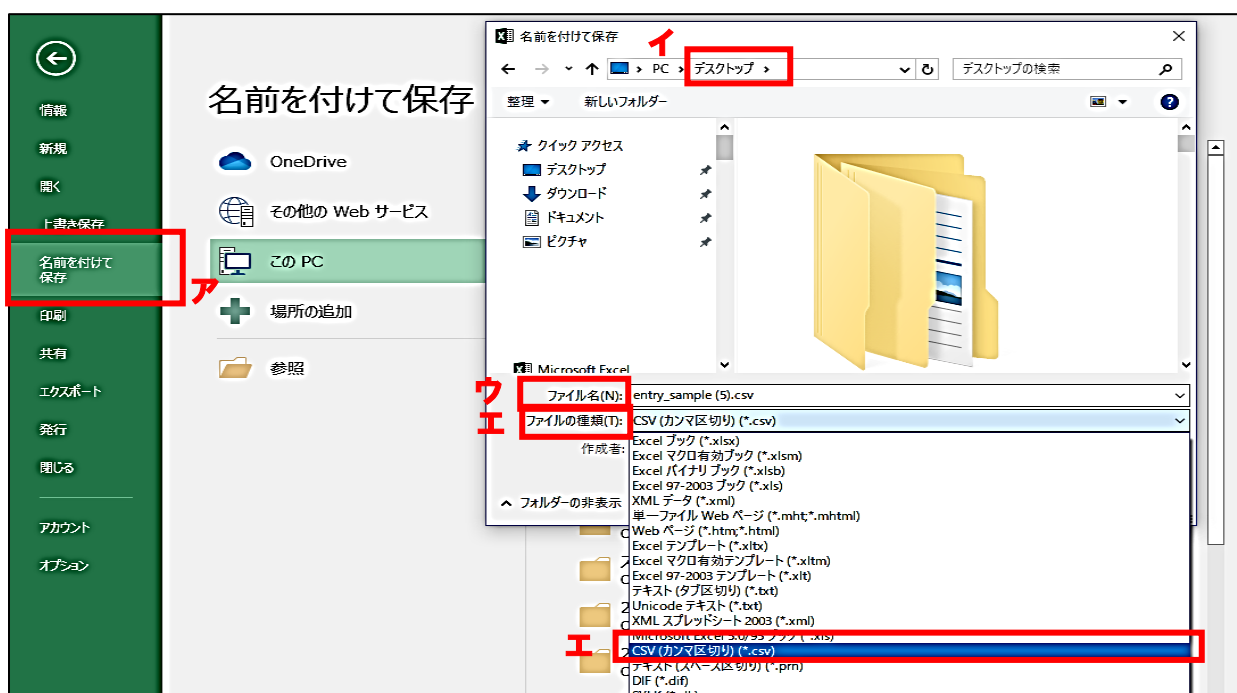 情報
新規
開く
上書き保存
名前を付けて
保存
印刷
共有
エクスポート
発行
閉じる
アカウント
オプション
ア
名前を付けて保存
OneDrive
その他の Web サービス
この PC
場所の追加
参照
名前を付けて保存
イ
PC
デスクトップ
デスクトップの検索
整理
新しいフォルダー
クイック アクセス
デスクトップ
ダウンロード
ドキュメント
ピクチャ
Microsoft Excel
ウ
ファイル名(N):
entry_sample (5).csv
エ
ファイルの種類(T):
CSV (カンマ区切り) (*.csv)
作成者:
フォルダーの非表示
Excel ブック (*.xlsx)
Excel マクロ有効ブック (*.xlsm)
Excel バイナリ ブック (*.xlsb)
Excel 97-2003 ブック (*.xls)
XML データ (*.xml)
単一ファイル Web ページ (*.mht;*.mhtml)
Web ページ (*.htm;*.html)
Excel テンプレート (*.xltx)
Excel マクロ有効テンプレート (*.xltm)
Excel 97-2003 テンプレート (*.xlt)
テキスト (タブ区切り) (*.txt)
Unicode テキスト (*.txt)
XML スプレッドシート 2003 (*.xml)
Microsoft Excel 5.0/95 ブック (*.xls)
エ
CSV (カンマ区切り) (*.csv)
テキスト (スペース区切り) (*.prn)
DIF (*.dif)